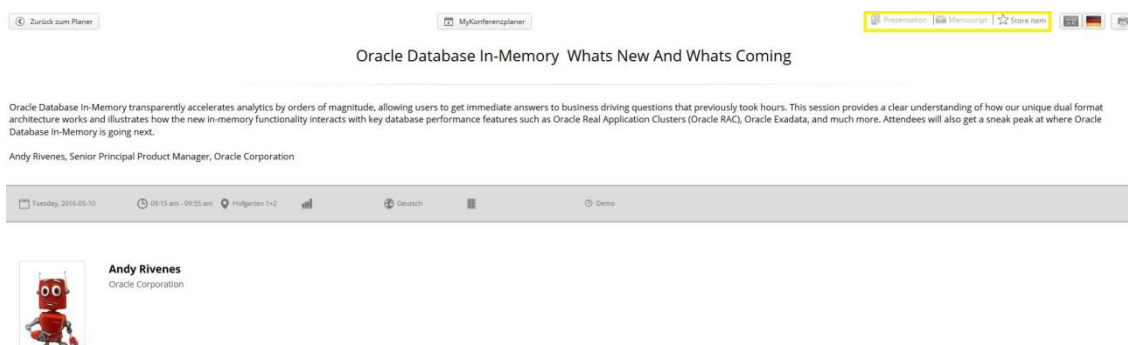 Zurück zum Planer
MyKonferenzplaner
Presentation
Manuscript
Store item
Oracle Database In-Memory Whats New And Whats Coming
Oracle Database In-Memory transparently accelerates analytics by orders of magnitude, allowing users to get immediate answers to business driving questions that previously took hours. This session provides a clear understanding of how our unique dual format
architecture works and illustrates how the new in-memory functionality interacts with key database performance features such as Oracle Real Application Clusters (Oracle RAC), Oracle Exadata, and much more. Attendees will also get a sneak peak at where Oracle
Database In-Memory is going next.
Andy Rivenes, Senior Principal Product Manager, Oracle Corporation
Tuesday, 2016-05-10
09:15 am - 09:55 am
Hofgarten 1+2
Deutsch
Demo
Andy Rivenes
Oracle Corporation